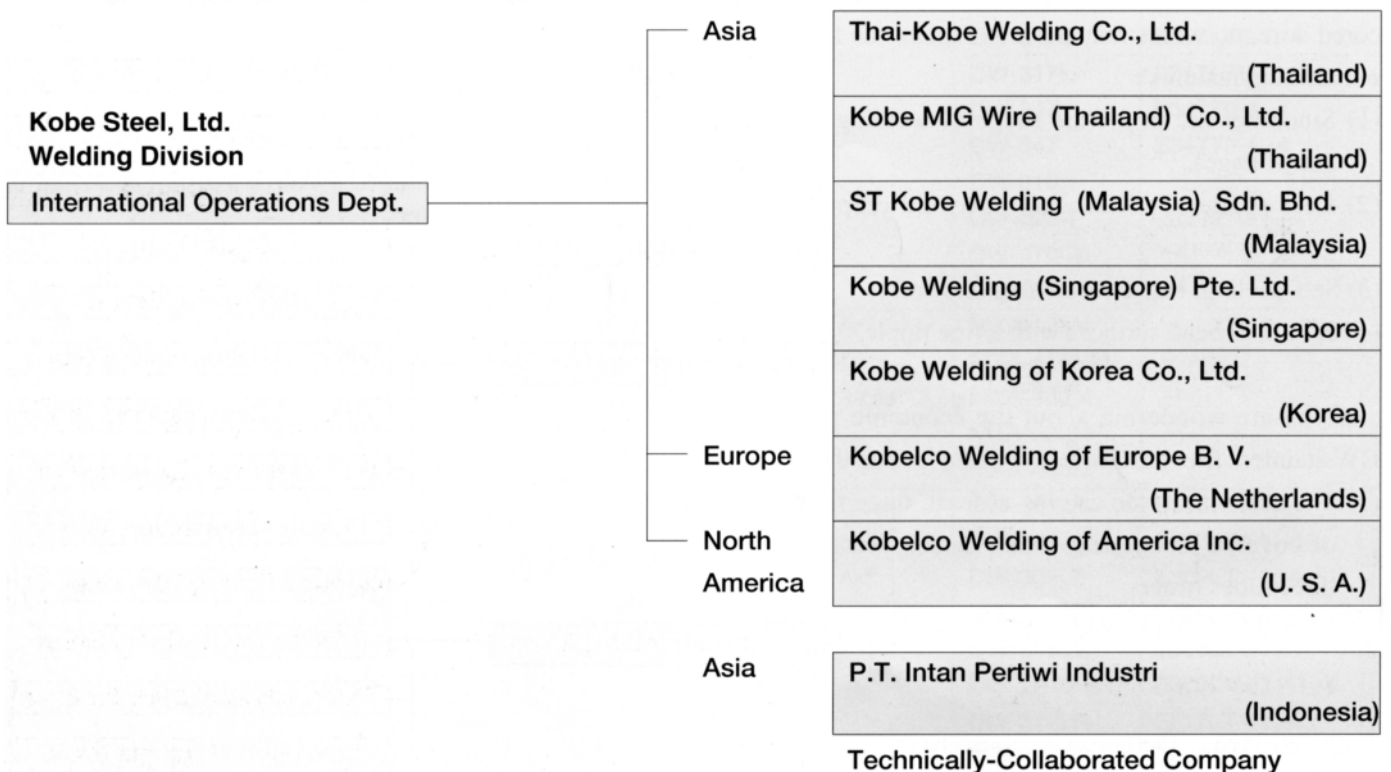 Kobe Steel, Ltd.
Welding Division
International Operations Dept.
Asia
Thai-Kobe Welding Co., Ltd.
(Thailand)
Kobe MIG Wire (Thailand) Co., Ltd.
(Thailand)
ST Kobe Welding (Malaysia) Sdn. Bhd.
(Malaysia)
Kobe Welding (Singapore) Pte. Ltd.
(Singapore)
Kobe Welding of Korea Co., Ltd.
(Korea)
Europe
Kobelco Welding of Europe B. V.
(The Netherlands)
North
America
Kobelco Welding of America Inc.
(U. S. A.)
Asia
P.T. Intan Pertiwi Industri
(Indonesia)
Technically-Collaborated Company